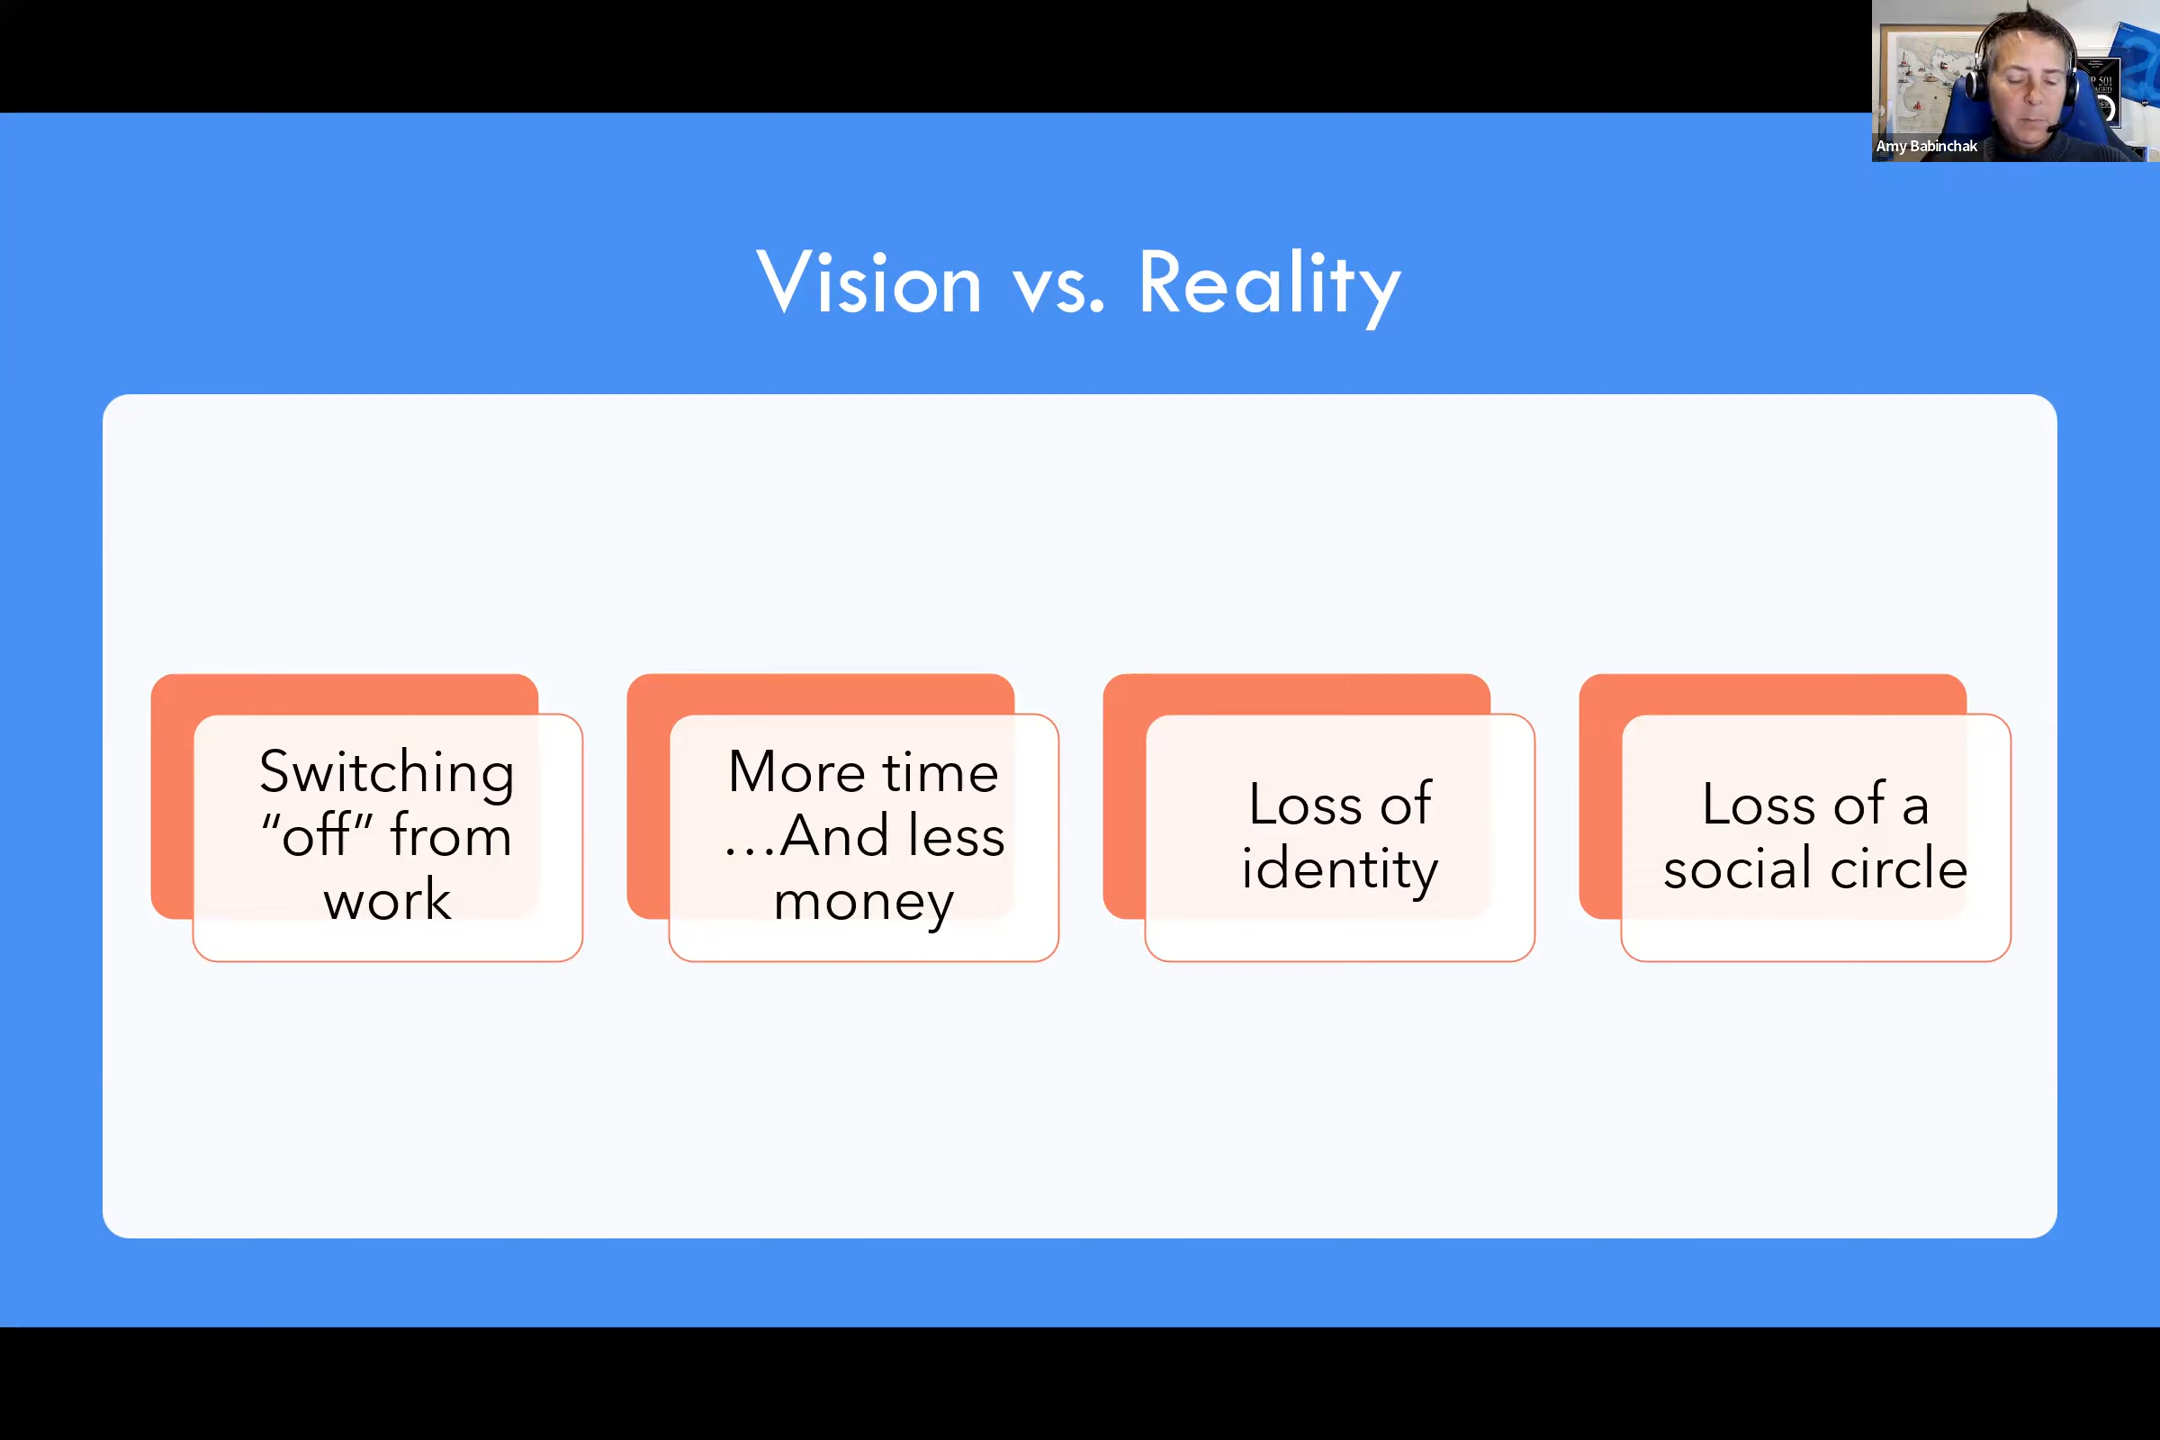 Amy Babinchak
Vision vs. Reality
Switching
“off” from
work
More time
…And less
money
Loss of
identity
Loss of a
social circle